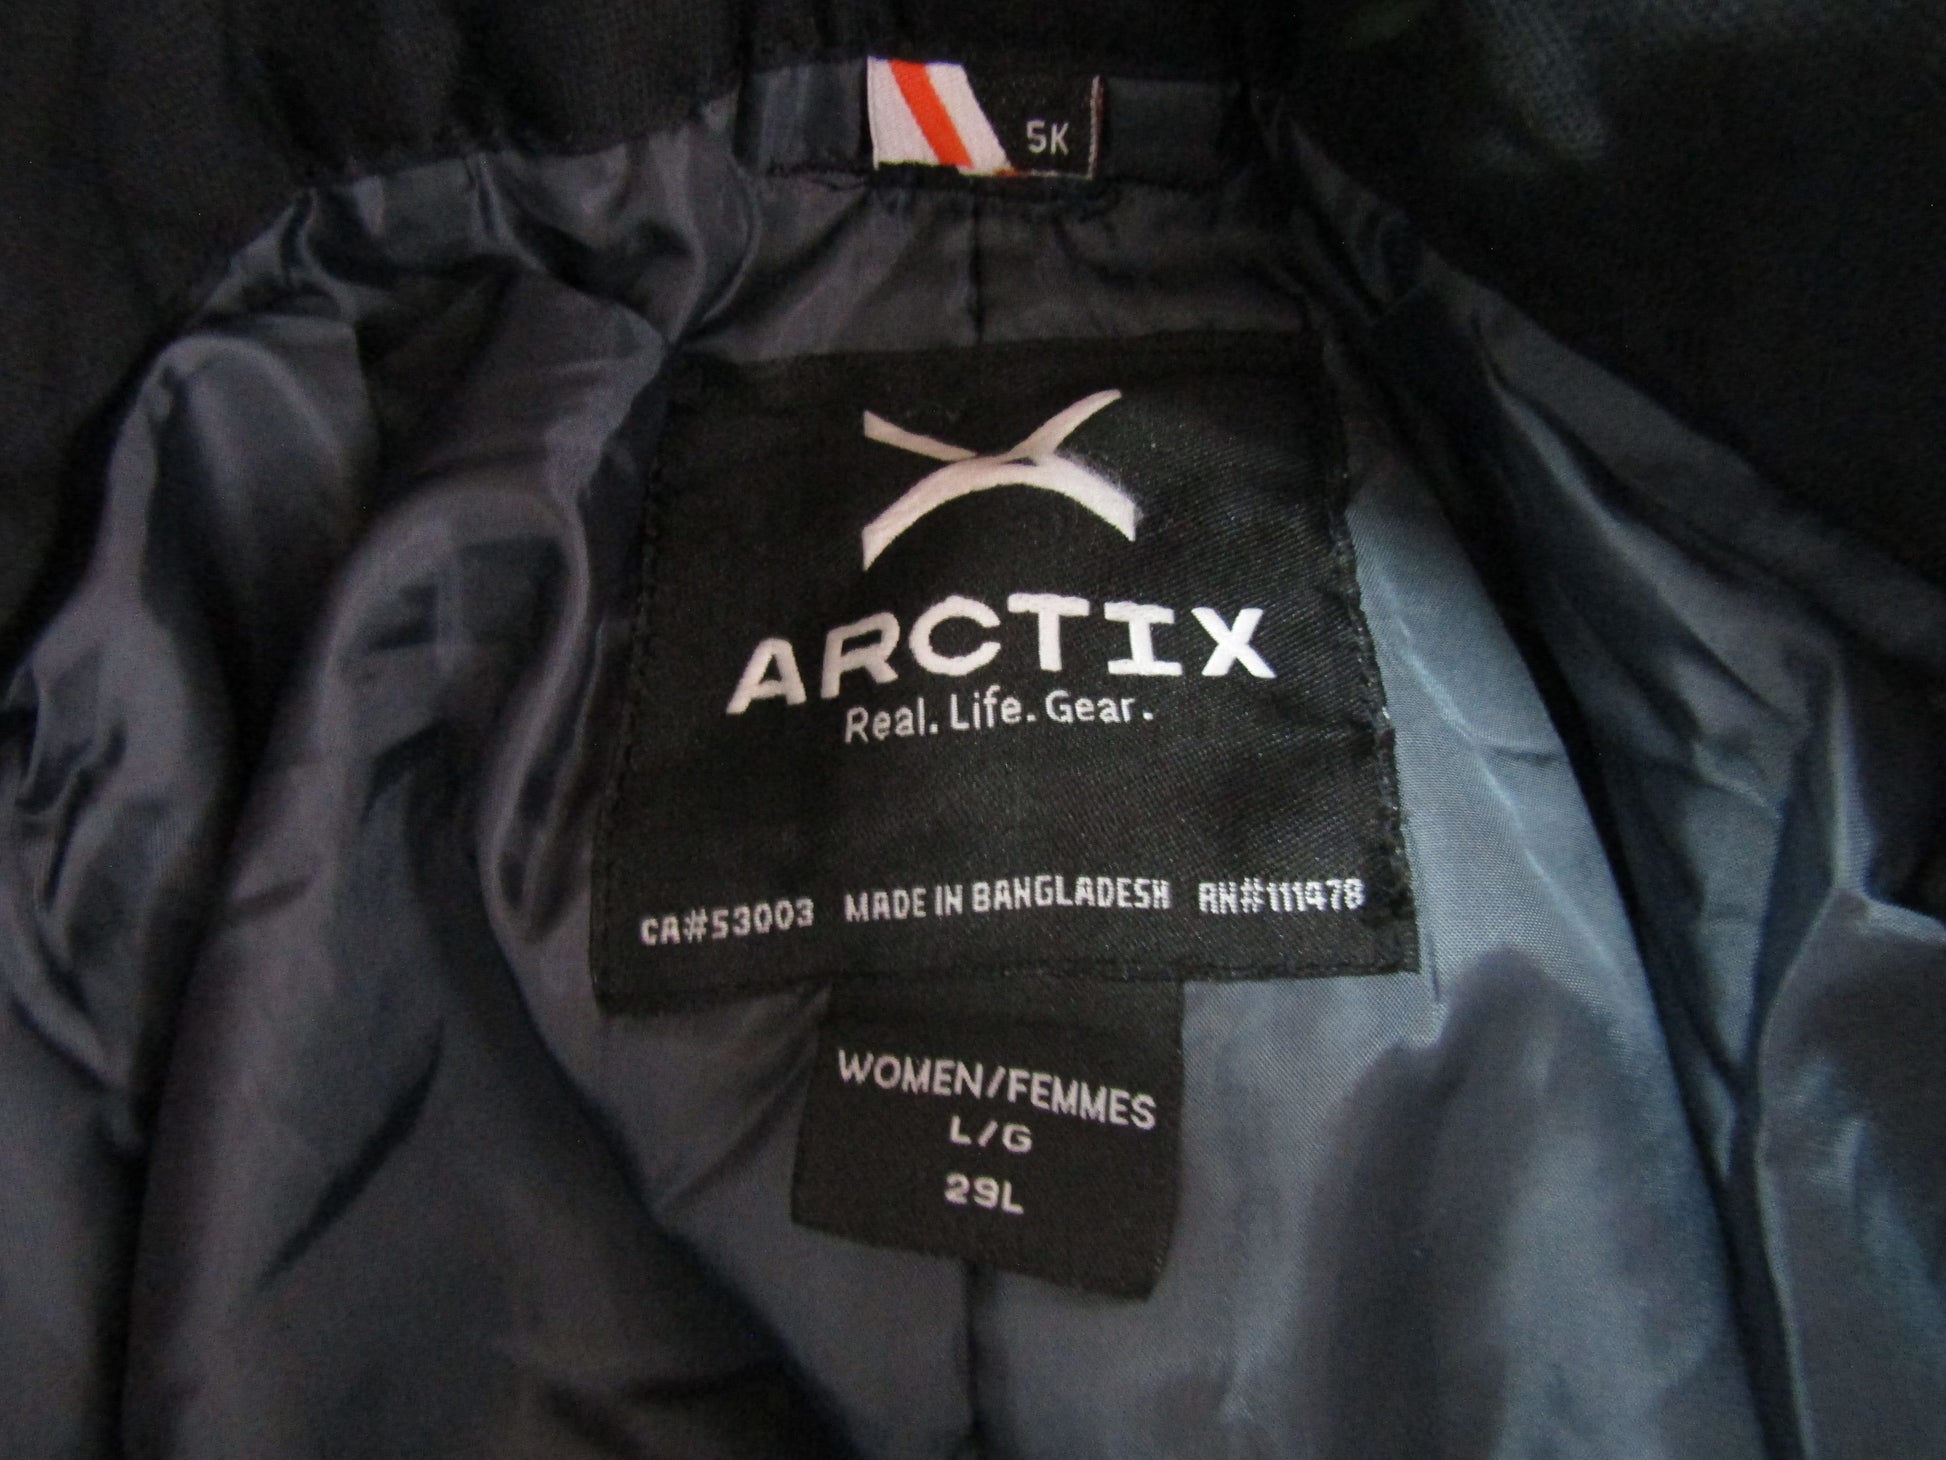 5K
ARCTIX
Real. Life. Gear.
CA#53003 MADE IN BANGLADESH RN#111478
WOMEN/FEMMES
L/G
29L